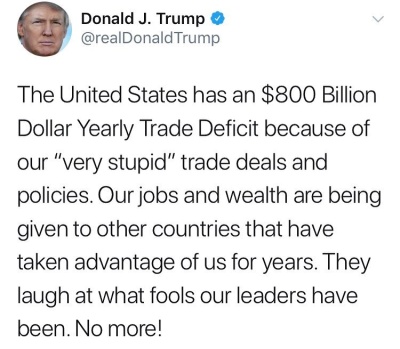 Donald J. Trump
@realDonaldTrump
The United States has an $800 Billion
Dollar Yearly Trade Deficit because of
our “very stupid” trade deals and
policies. Our jobs and wealth are being
given to other countries that have
taken advantage of us for years. They
laugh at what fools our leaders have
been. No more!